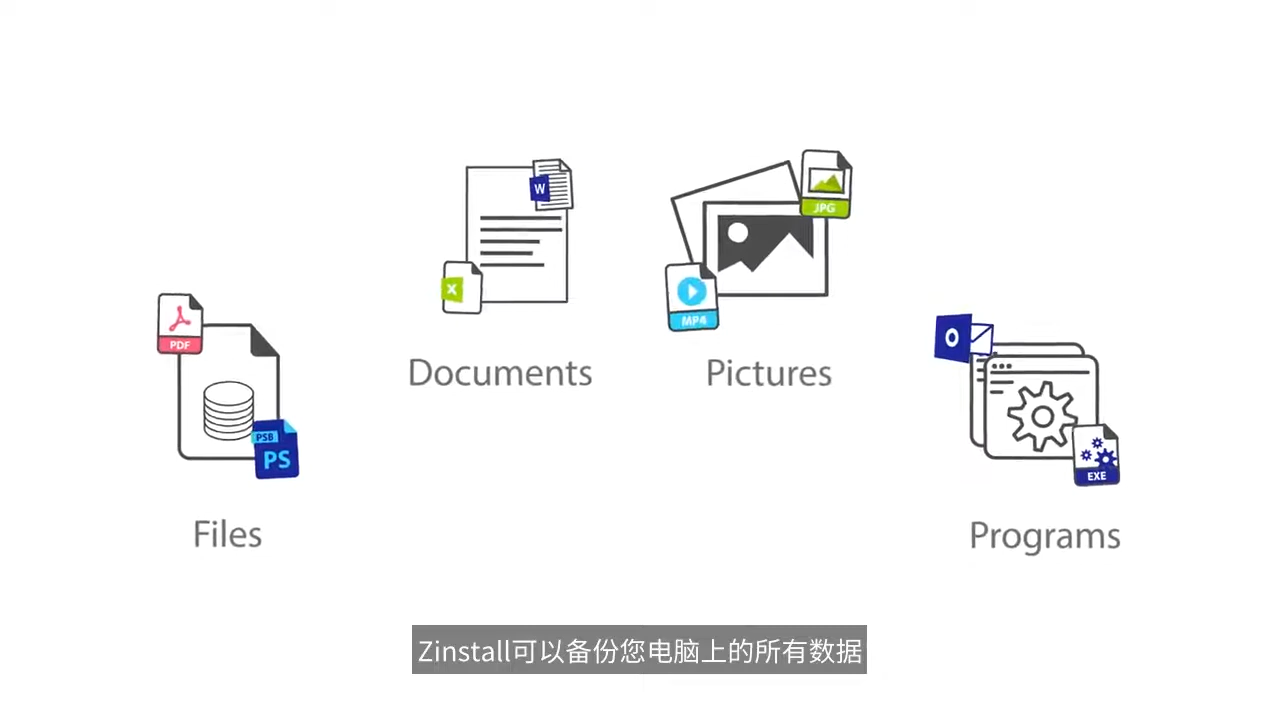 W
X
Documents
JPG
MP4
Pictures
PDF
PSB
PS
Files
O
EXE
Programs
Zinstall可以备份您电脑上的所有数据